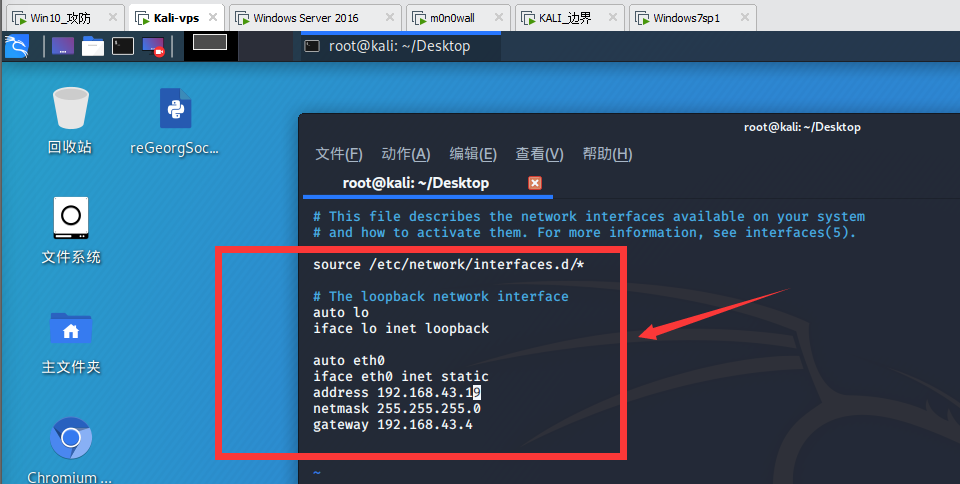 Win10_攻防
Kali-vps
Windows Server 2016
m0n0wall
KALI_边界
Windows7sp1
root@kali: ~/Desktop
回收站
reGeorgSoc...
文件系统
主文件夹
Chromium ...
root@kali: ~/Desktop
文件(F) 动作(A) 编辑(E) 查看(V) 帮助(H)
root@kali: ~/Desktop
# This file describes the network interfaces available on your system
# and how to activate them. For more information, see interfaces(5).
source /etc/network/interfaces.d/*
# The loopback network interface
auto lo
iface lo inet loopback
auto eth0
iface eth0 inet static
address 192.168.43.19
netmask 255.255.255.0
gateway 192.168.43.4
~